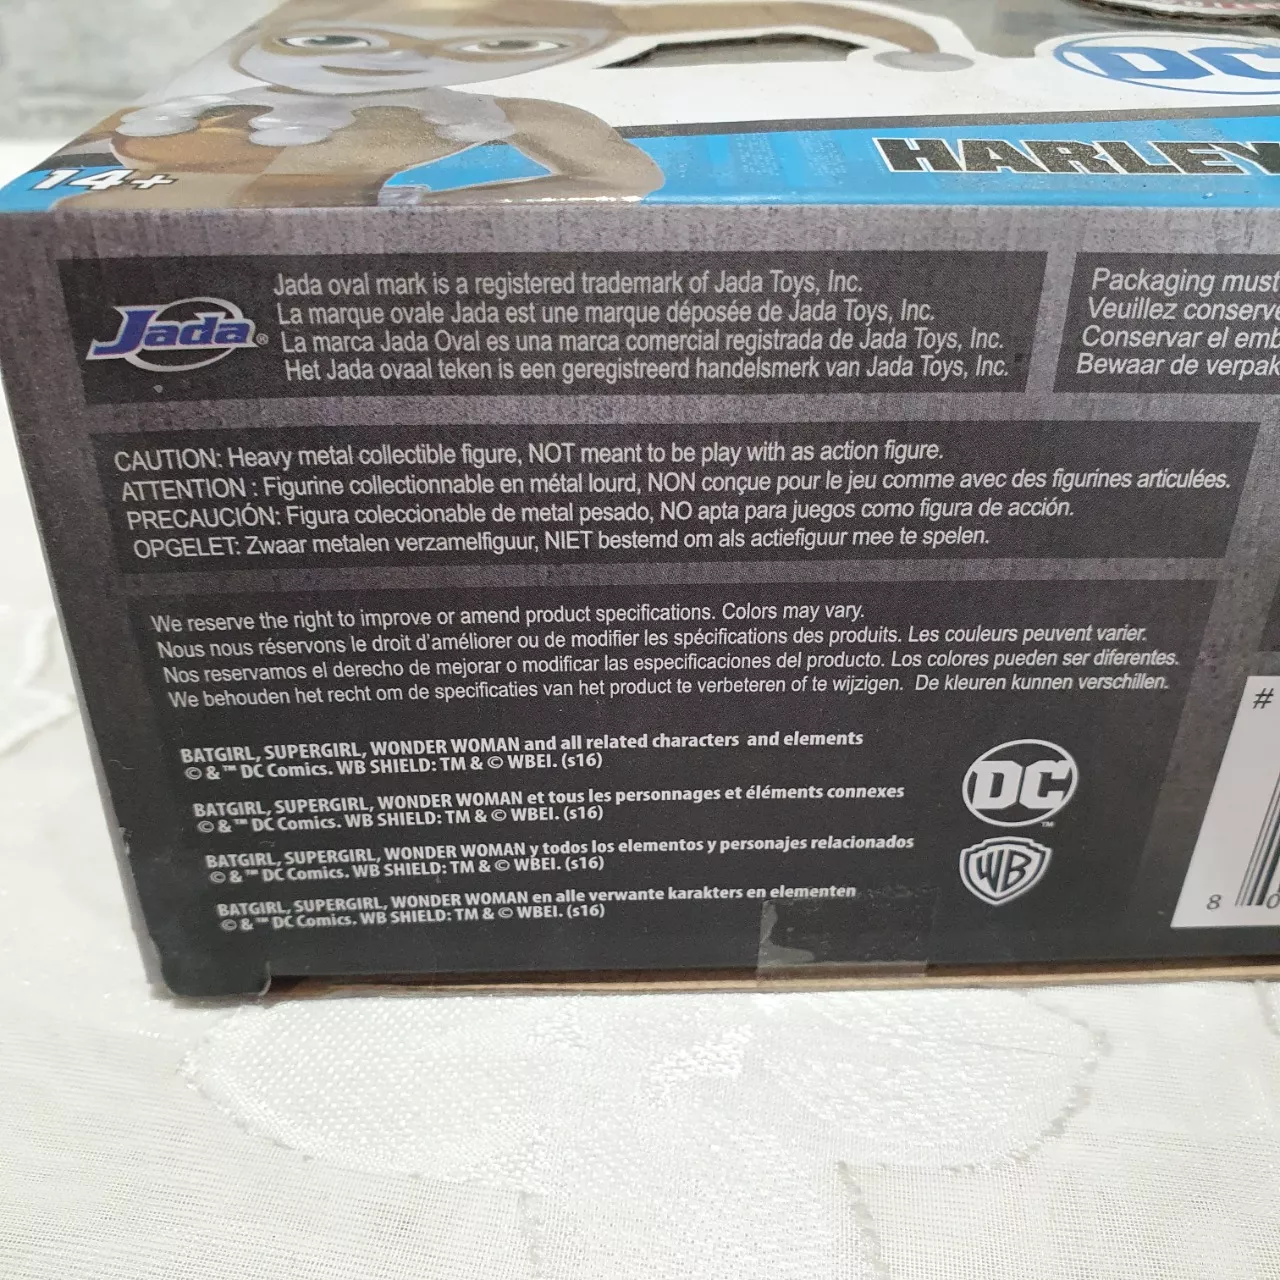 DC
14+
HARLEY
Jada®
Jada oval mark is a registered trademark of Jada Toys, Inc.
La marque ovale Jada est une marque déposée de Jada Toys, Inc.
La marca Jada Oval es una marca comercial registrada de Jada Toys, Inc.
Het Jada ovaal teken is een geregistreerd handelsmerk van Jada Toys, Inc.
Packaging must
Veuillez conserve
Conservar el emb
Bewaar de verpak
CAUTION: Heavy metal collectible figure, NOT meant to be play with as action figure.
ATTENTION : Figurine collectionnable en métal lourd, NON conçue pour le jeu comme avec des figurines articulées.
PRECAUCIÓN: Figura coleccionable de metal pesado, NO apta para juegos como figura de acción.
OPGELET: Zwaar metalen verzamelfiguur, NIET bestemd om als actiefiguur mee te spelen.
We reserve the right to improve or amend product specifications. Colors may vary.
Nous nous réservons le droit d'améliorer ou de modifier les spécifications des produits. Les couleurs peuvent varier.
Nos reservamos el derecho de mejorar o modificar las especificaciones del producto. Los colores pueden ser diferentes.
We behouden het recht om de specificaties van het product te verbeteren of te wijzigen. De kleuren kunnen verschillen.
BATGIRL, SUPERGIRL, WONDER WOMAN and all related characters and elements
© & ™ DC Comics. WB SHIELD: TM & © WBEI. (s16)
BATGIRL, SUPERGIRL, WONDER WOMAN et tous les personnages et éléments connexes
© & ™ DC Comics. WB SHIELD: TM & © WBEI. (s16)
BATGIRL, SUPERGIRL, WONDER WOMAN y todos los elementos y personajes relacionados
© & ™ DC Comics. WB SHIELD: TM & © WBEI. (s16)
BATGIRL, SUPERGIRL, WONDER WOMAN en alle verwante karakters en elementen
© & ™ DC Comics. WB SHIELD: TM & © WBEI. (s16)
DC™
WB
#
8 0